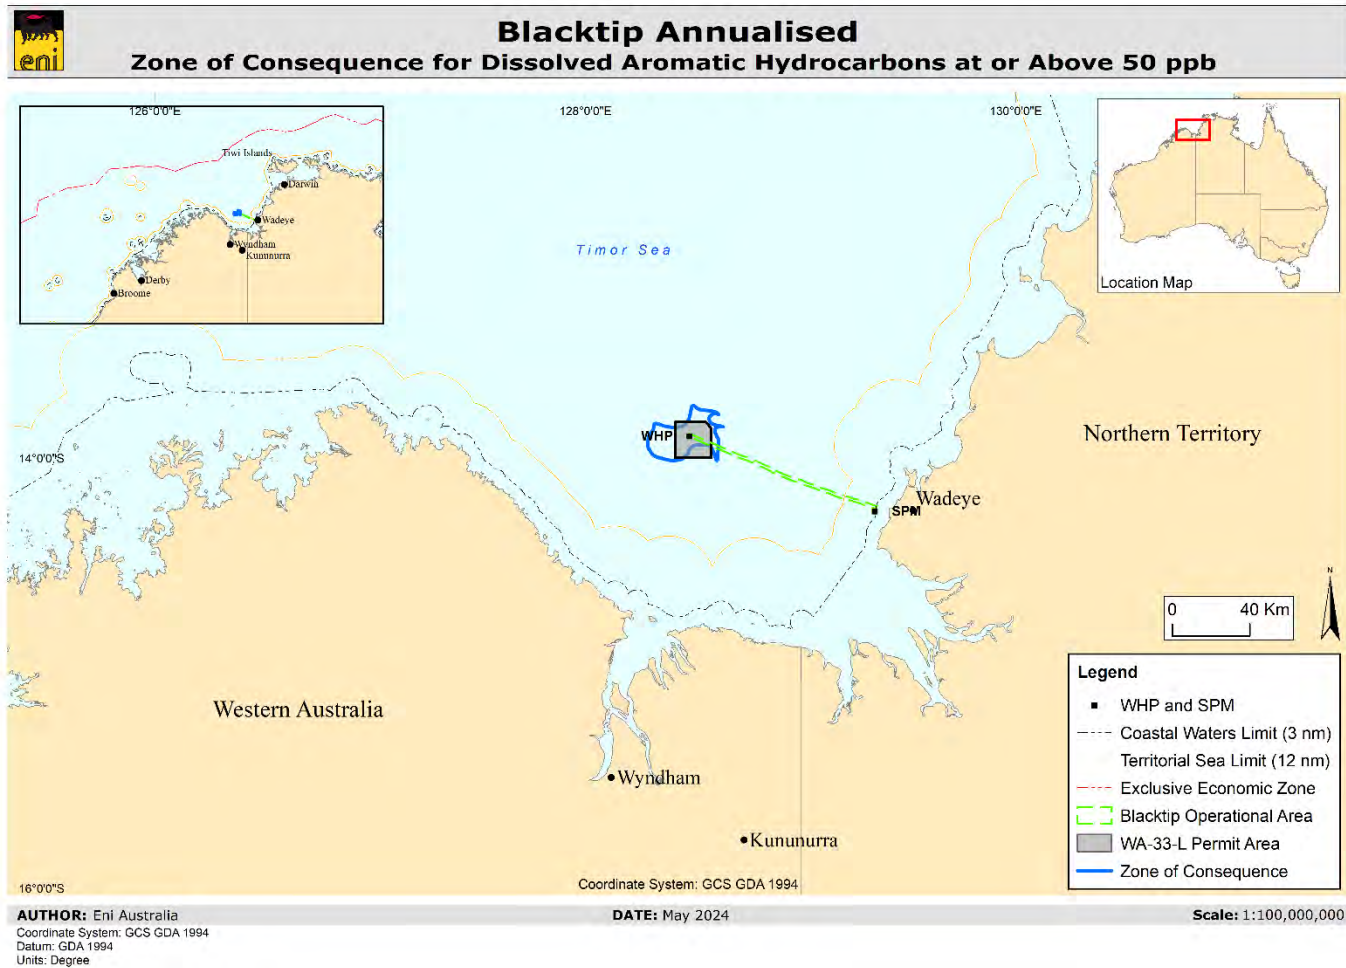 eni
Blacktip Annualised
Zone of Consequence for Dissolved Aromatic Hydrocarbons at or Above 50 ppb
126°0'0"E
128°0'0"E
130°0'0"E
Tiwi Islands
Darwin
Wadeye
Wyndham
Kununurra
Derby
Broome
Timor Sea
Location Map
WHP
14°0'0"S
Northern Territory
Wadeye
SPM
0 40 Km
N
Western Australia
Wyndham
Kununurra
Legend
WHP and SPM
Coastal Waters Limit (3 nm)
Territorial Sea Limit (12 nm)
Exclusive Economic Zone
Blacktip Operational Area
WA-33-L Permit Area
Zone of Consequence
16°0'0"S
Coordinate System: GCS GDA 1994
AUTHOR: Eni Australia
DATE: May 2024
Scale: 1:100,000,000
Coordinate System: GCS GDA 1994
Datum: GDA 1994
Units: Degree